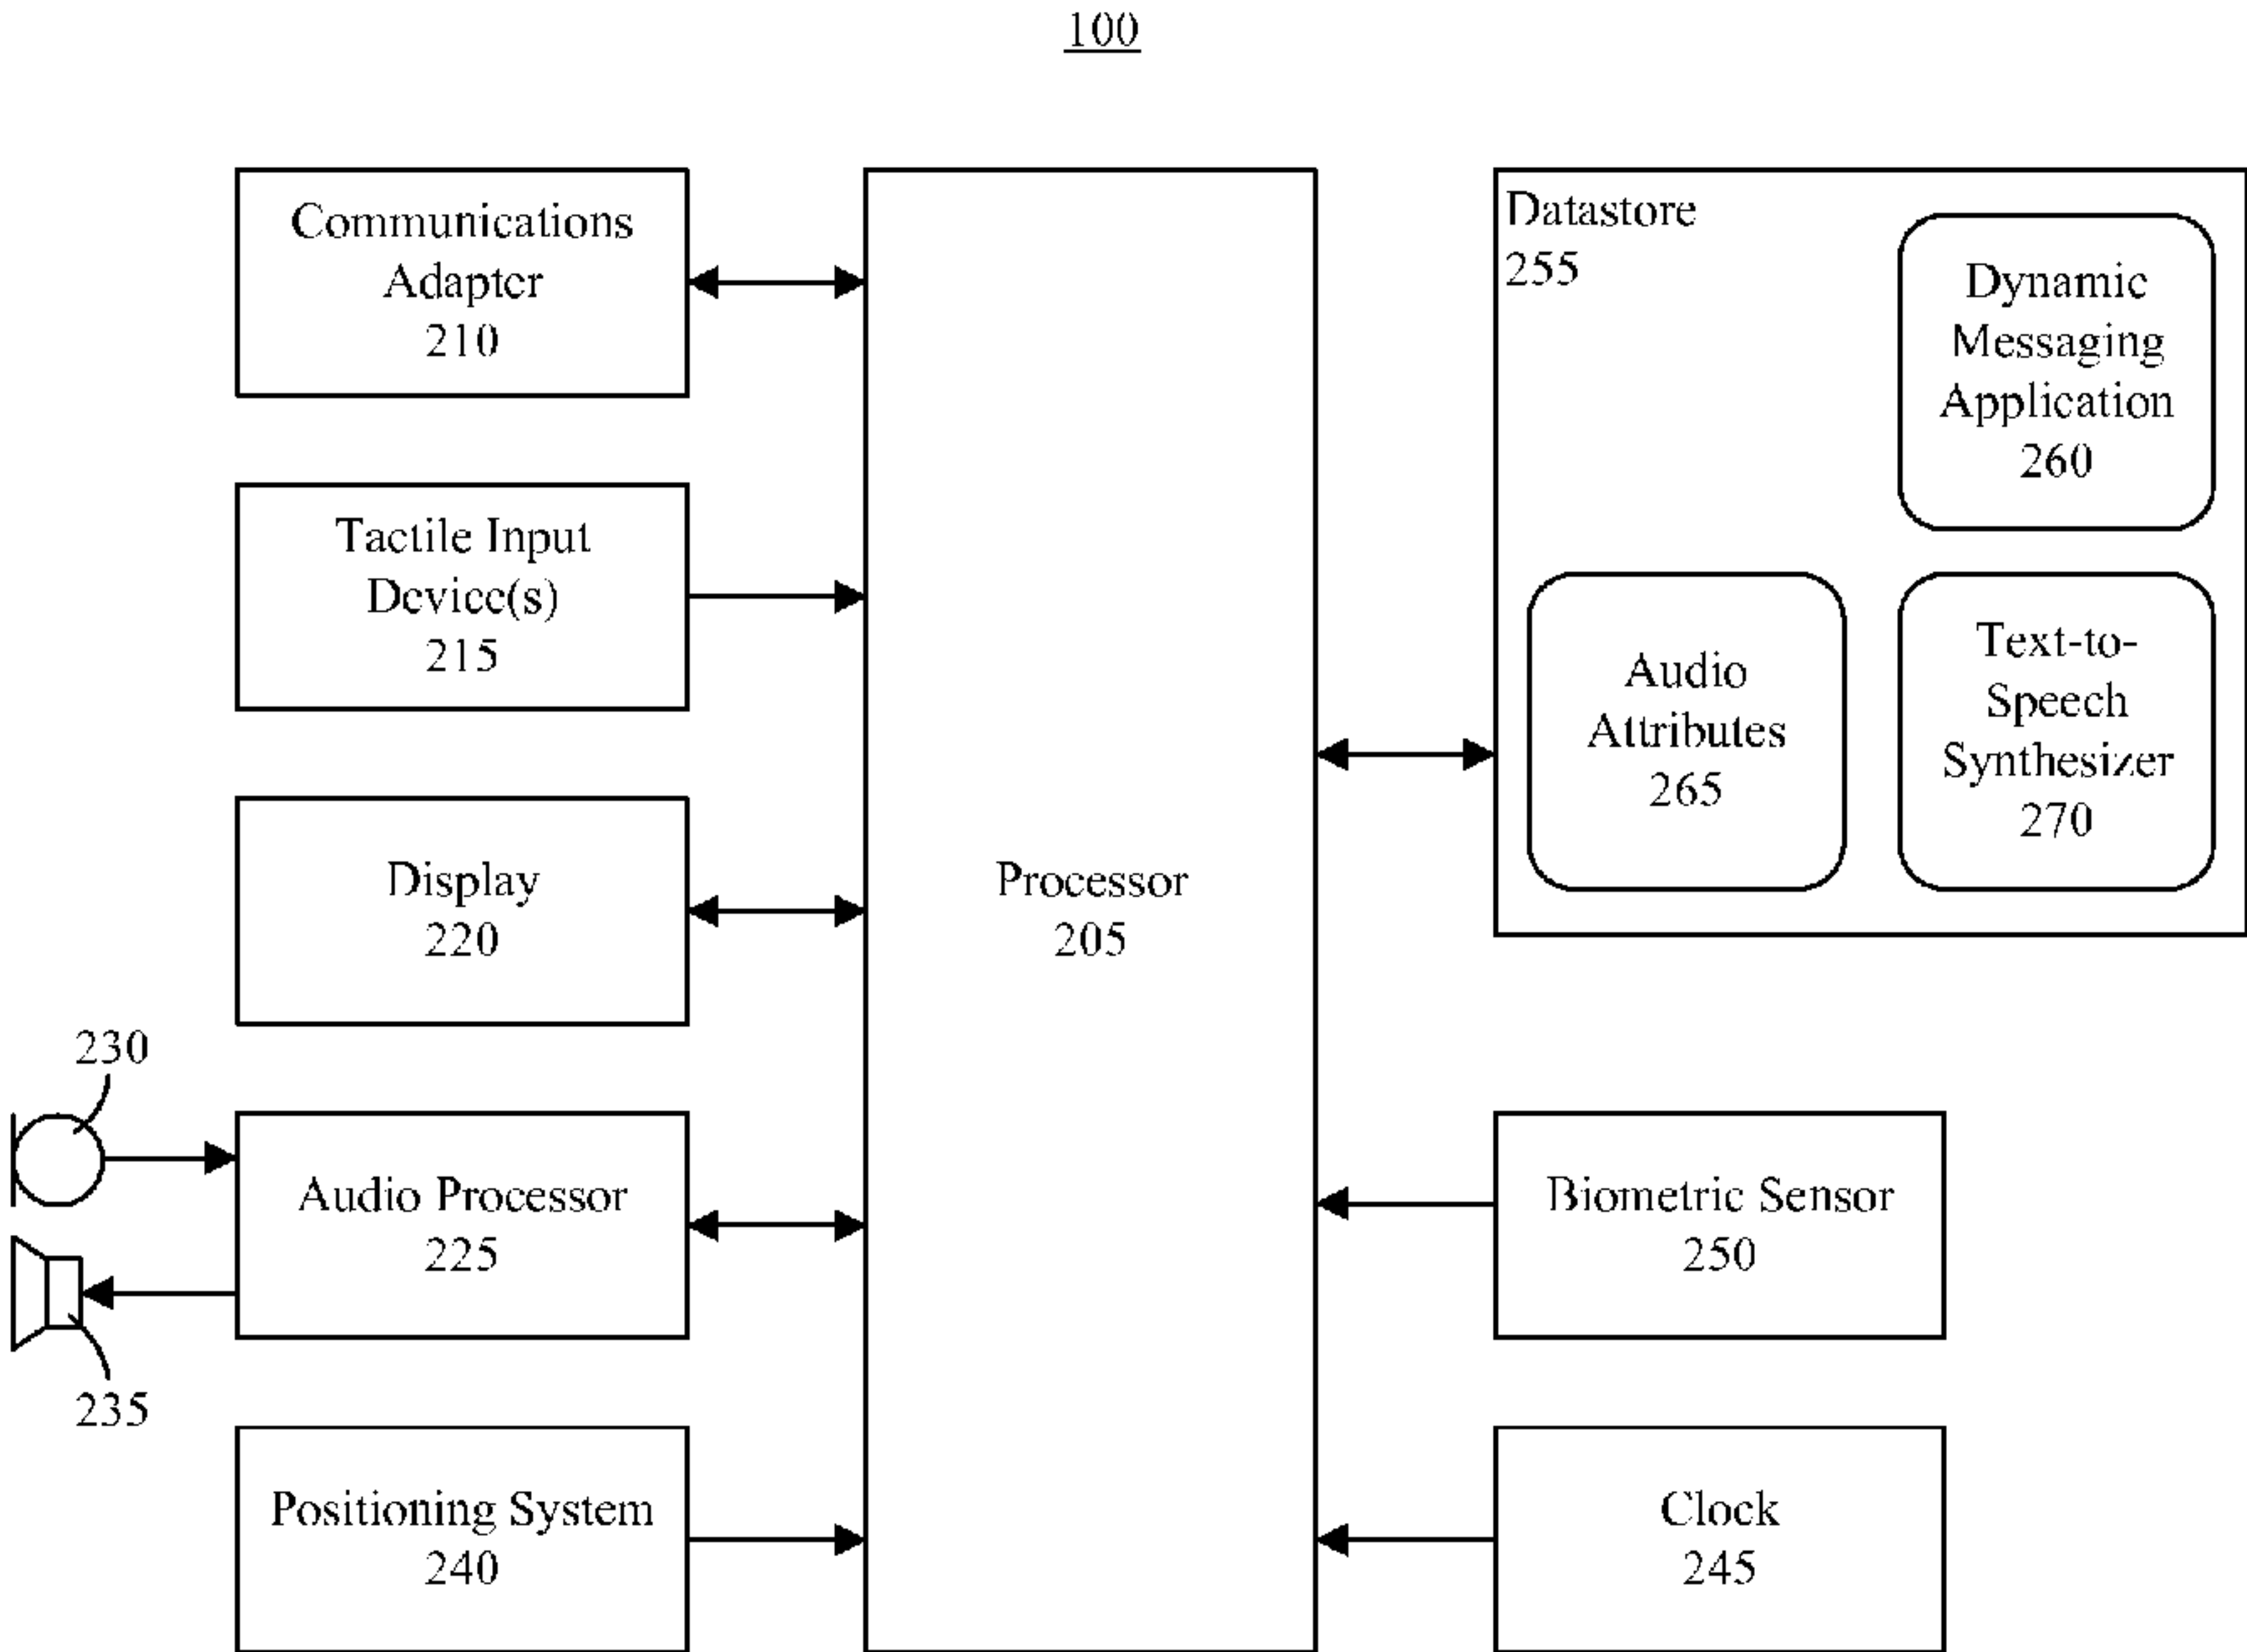 100
Communications
Adapter
210
Tactile Input
Device(s)
215
Display
220
230
Audio Processor
225
235
Positioning System
240
Processor
205
Datastore
255
Dynamic
Messaging
Application
260
Audio
Attributes
265
Text-to-
Speech
Synthesizer
270
Biometric Sensor
250
Clock
245